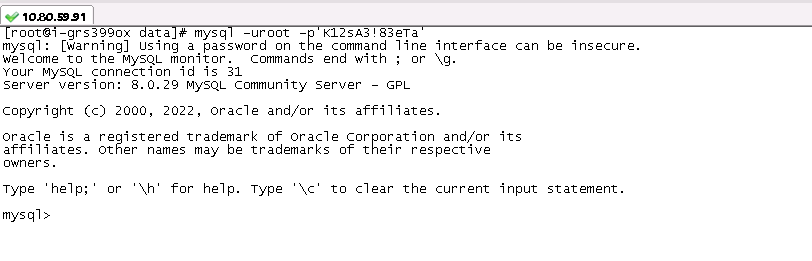 10.80.59.91
[root@i-grs399ox data]# mysql -uroot -p'K12sA3!83eTa'
mysql: [Warning] Using a password on the command line interface can be insecure.
Welcome to the MySQL monitor.  Commands end with ; or \g.
Your MySQL connection id is 31
Server version: 8.0.29 MySQL Community Server - GPL
Copyright (c) 2000, 2022, Oracle and/or its affiliates.
Oracle is a registered trademark of Oracle Corporation and/or its
affiliates. Other names may be trademarks of their respective
owners.
Type 'help;' or '\h' for help. Type '\c' to clear the current input statement.
mysql>